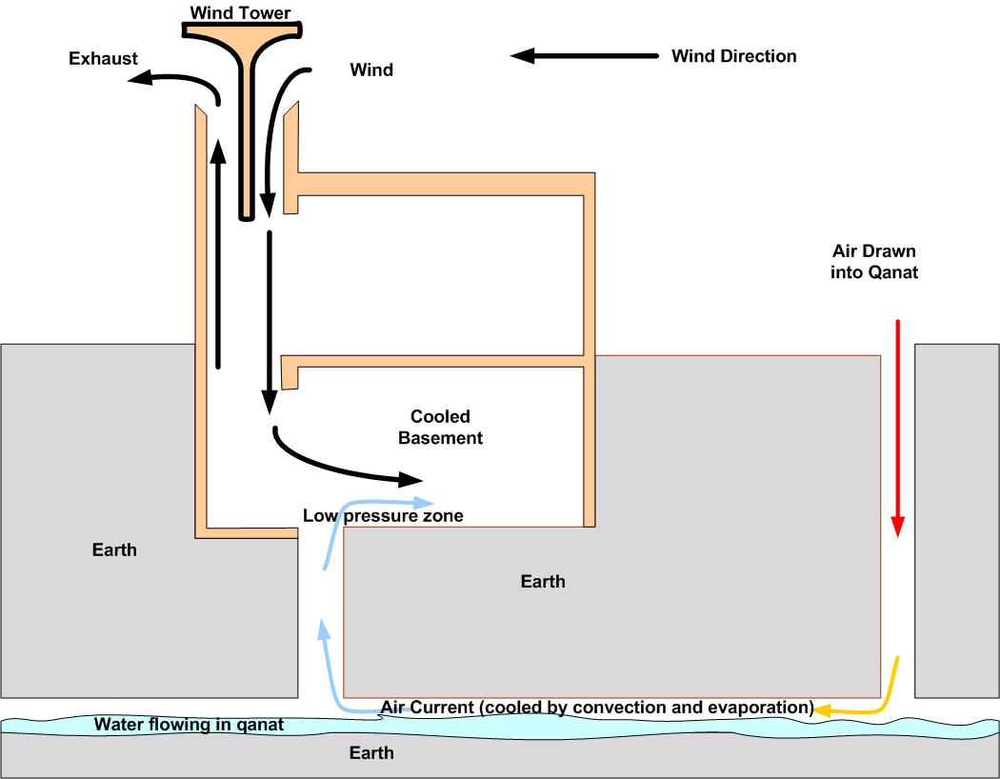 Wind Tower
Exhaust
Wind
Wind Direction
Air Drawn
into Qanat
Cooled
Basement
Low pressure zone
Earth
Earth
Air Current (cooled by convection and evaporation)
Water flowing in qanat
Earth